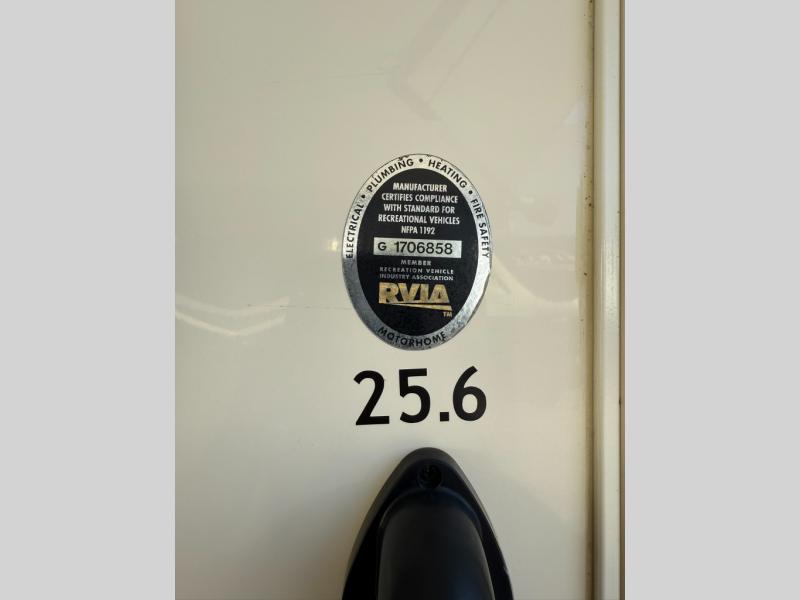 ELECTRICAL • PLUMBING • HEATING • FIRE SAFETY
MANUFACTURER
CERTIFIES COMPLIANCE
WITH STANDARD FOR
RECREATIONAL VEHICLES
NFPA 1192
G 1706858
MEMBER
RECREATION VEHICLE
INDUSTRY ASSOCIATION
RVIA
TM
MOTORHOME
25.6